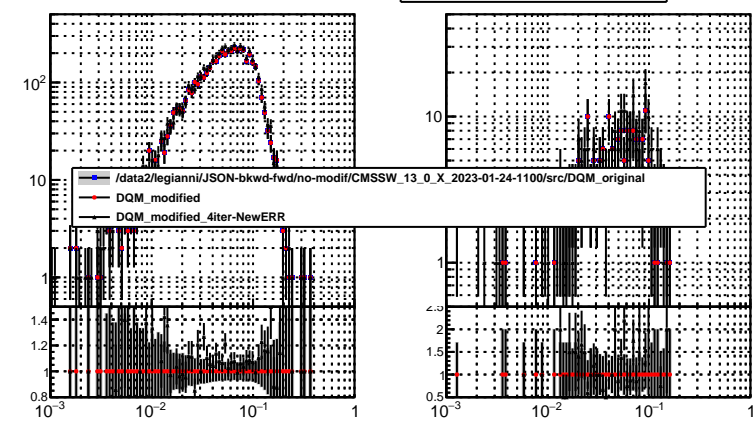 10²
10
10
1
1
/data2/legianni/JSON-bkwd-fwd/no-modif/CMSSW_13_0_X_2023-01-24-1100/src/DQM_original
DQM_modified
DQM_modified_4iter-NewERR
1.4
1.2
1
0.8
2.5
2
1.5
1
0.5
10⁻³ 10⁻² 10⁻¹ 1
10⁻³ 10⁻² 10⁻¹ 1